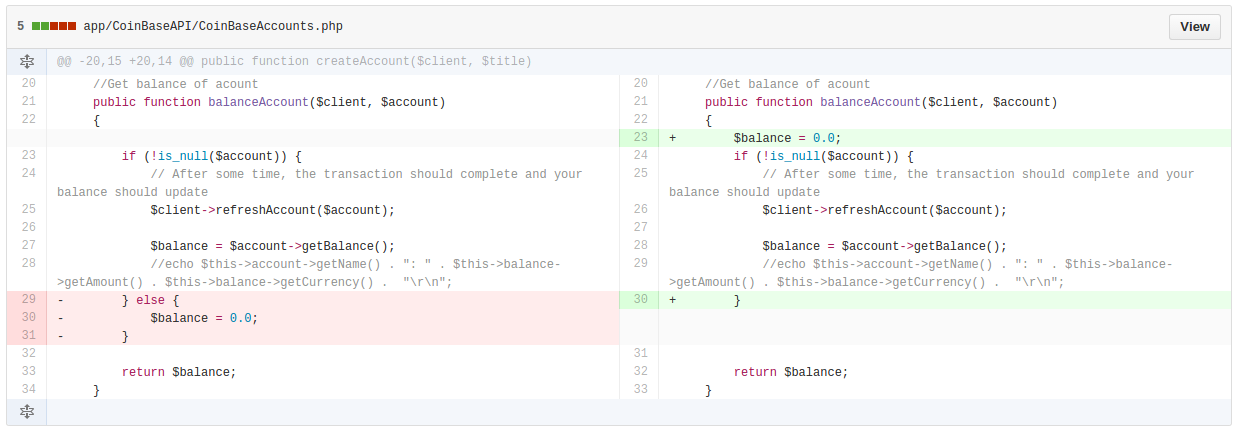 5 app/CoinBaseAPI/CoinBaseAccounts.php View
@@ -20,15 +20,14 @@ public function createAccount($client, $title)
20 //Get balance of acount 20 //Get balance of acount
21 public function balanceAccount($client, $account) 21 public function balanceAccount($client, $account)
22 { 22 {
23 + $balance = 0.0;
23 if (!is_null($account)) { 24 if (!is_null($account)) {
24 // After some time, the transaction should complete and your 25 // After some time, the transaction should complete and your
balance should update balance should update
25 $client->refreshAccount($account); 26 $client->refreshAccount($account);
26 27
27 $balance = $account->getBalance(); 28 $balance = $account->getBalance();
28 //echo $this->account->getName() . ": " . $this->balance- 29 //echo $this->account->getName() . ": " . $this->balance-
>getAmount() . $this->balance->getCurrency() .  "\r\n"; >getAmount() . $this->balance->getCurrency() .  "\r\n";
29 - } else { 30 + }
30 - $balance = 0.0;
31 - }
32 31
33 return $balance; 32 return $balance;
34 } 33 }